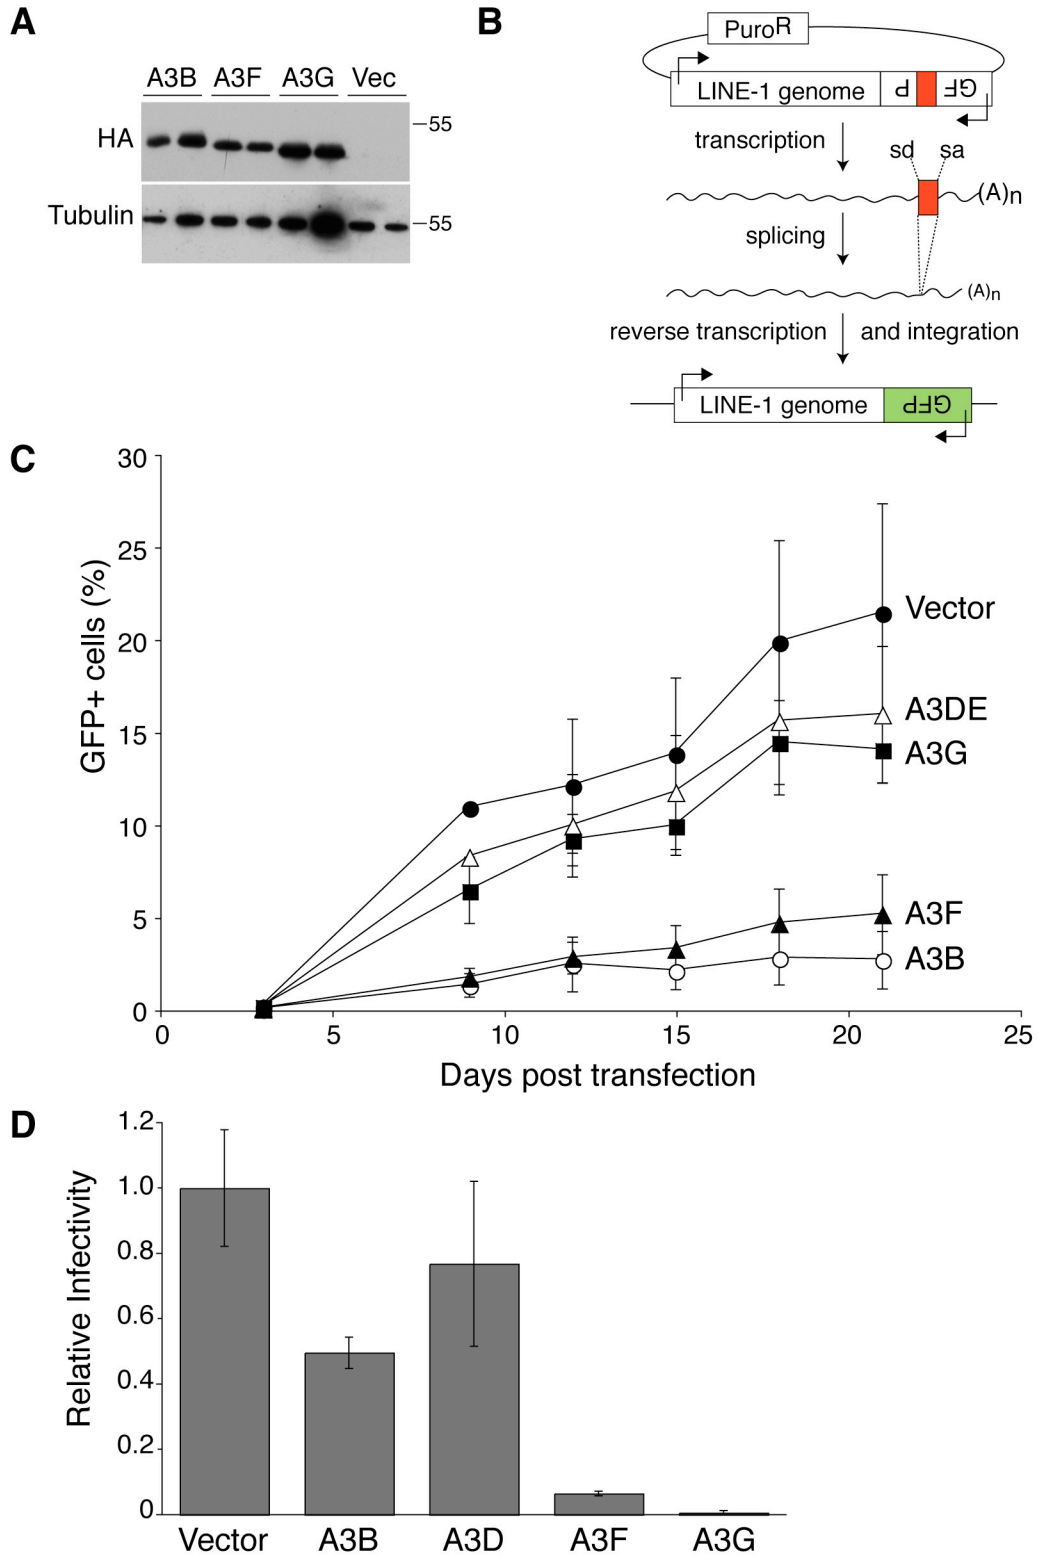 A
A3B A3F A3G Vec
HA
55
Tubulin
55
B
PuroR
LINE-1 genome P GF
transcription
sd sa
(A)n
splicing
(A)n
reverse transcription and integration
LINE-1 genome GFP
C
GFP+ cells (%)
30
25
20
15
10
5
0
0 5 10 15 20 25
Days post transfection
Vector
A3DE
A3G
A3F
A3B
D
Relative Infectivity
1.2
1.0
0.8
0.6
0.4
0.2
0
Vector A3B A3D A3F A3G